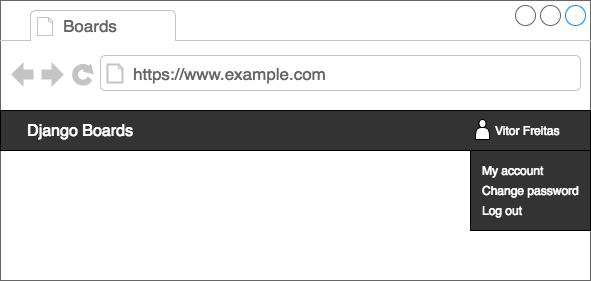 Boards
https://www.example.com
Django Boards
Vitor Freitas
My account
Change password
Log out